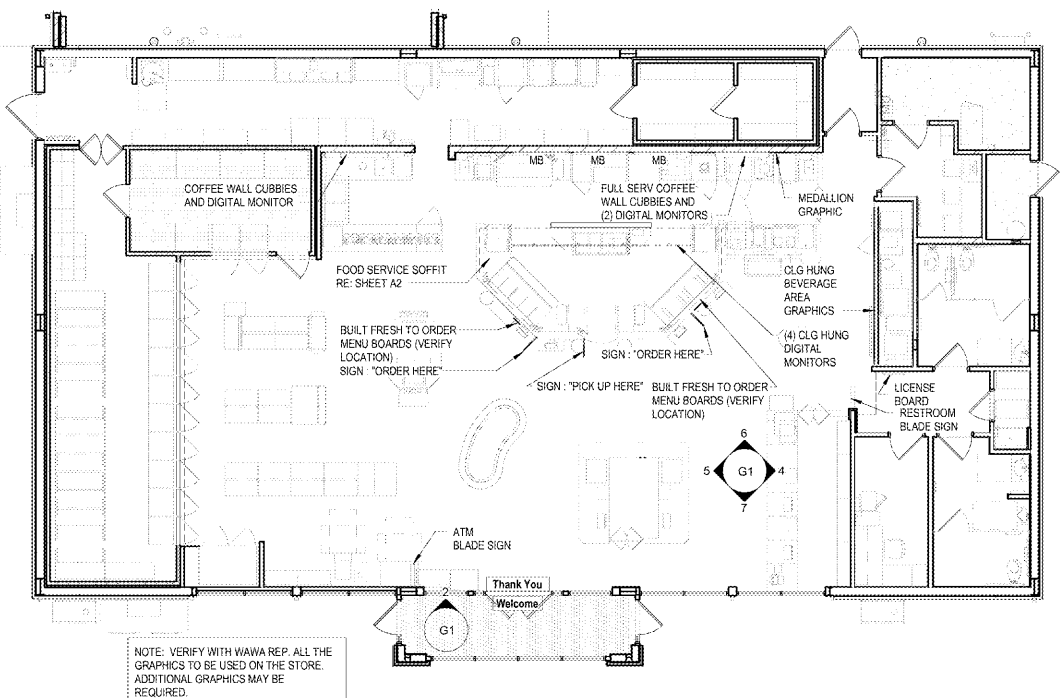 MB MB MB
COFFEE WALL CUBBIES
AND DIGITAL MONITOR
FULL SERV COFFEE
WALL CUBBIES AND
(2) DIGITAL MONITORS
MEDALLION
GRAPHIC
FOOD SERVICE SOFFIT
RE: SHEET A2
CLG HUNG
BEVERAGE
AREA
GRAPHICS
BUILT FRESH TO ORDER
MENU BOARDS (VERIFY
LOCATION)
SIGN : "ORDER HERE"
(4) CLG HUNG
DIGITAL
MONITORS
SIGN : "ORDER HERE"
SIGN : "PICK UP HERE"
BUILT FRESH TO ORDER
MENU BOARDS (VERIFY
LOCATION)
LICENSE
BOARD
RESTROOM
BLADE SIGN
6
5 G1 4
7
ATM
BLADE SIGN
Thank You
Welcome
2
G1
NOTE: VERIFY WITH WAWA REP. ALL THE
GRAPHICS TO BE USED ON THE STORE.
ADDITIONAL GRAPHICS MAY BE
REQUIRED.